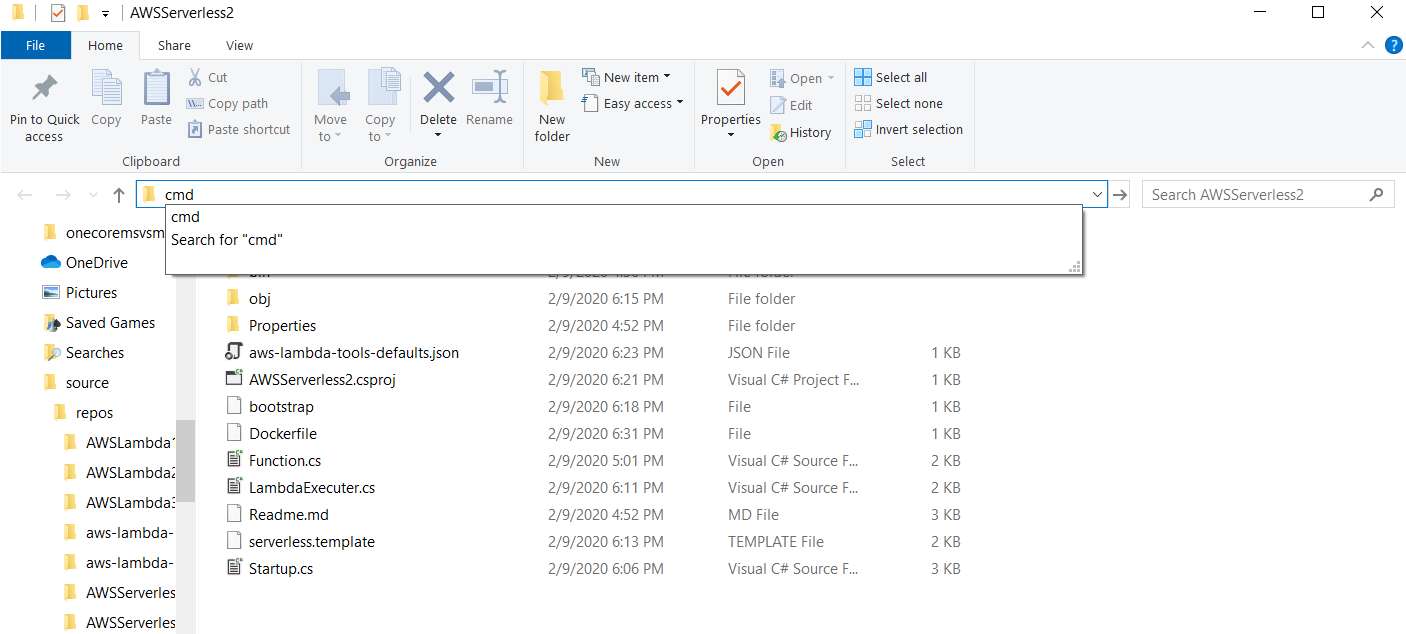 AWSServerless2
File Home Share View
Pin to Quick access
Copy
Paste
Cut
Copy path
Paste shortcut
Clipboard
Move to
Copy to
Delete
Rename
Organize
New folder
New item
Easy access
New
Properties
Open
Edit
History
Open
Select all
Select none
Invert selection
Select
cmd
Search AWSServerless2
cmd
Search for "cmd"
onecoremsvsm
OneDrive
Pictures
Saved Games
Searches
source
repos
AWSLambda1
AWSLambda2
AWSLambda3
aws-lambda-
aws-lambda-
AWSServerles
AWSServerles
obj 2/9/2020 6:15 PM File folder
Properties 2/9/2020 4:52 PM File folder
aws-lambda-tools-defaults.json 2/9/2020 6:23 PM JSON File 1 KB
AWSServerless2.csproj 2/9/2020 6:21 PM Visual C# Project F... 1 KB
bootstrap 2/9/2020 6:18 PM File 1 KB
Dockerfile 2/9/2020 6:31 PM File 1 KB
Function.cs 2/9/2020 5:01 PM Visual C# Source F... 2 KB
LambdaExecuter.cs 2/9/2020 6:11 PM Visual C# Source F... 2 KB
Readme.md 2/9/2020 4:52 PM MD File 3 KB
serverless.template 2/9/2020 6:13 PM TEMPLATE File 2 KB
Startup.cs 2/9/2020 6:06 PM Visual C# Source F... 3 KB